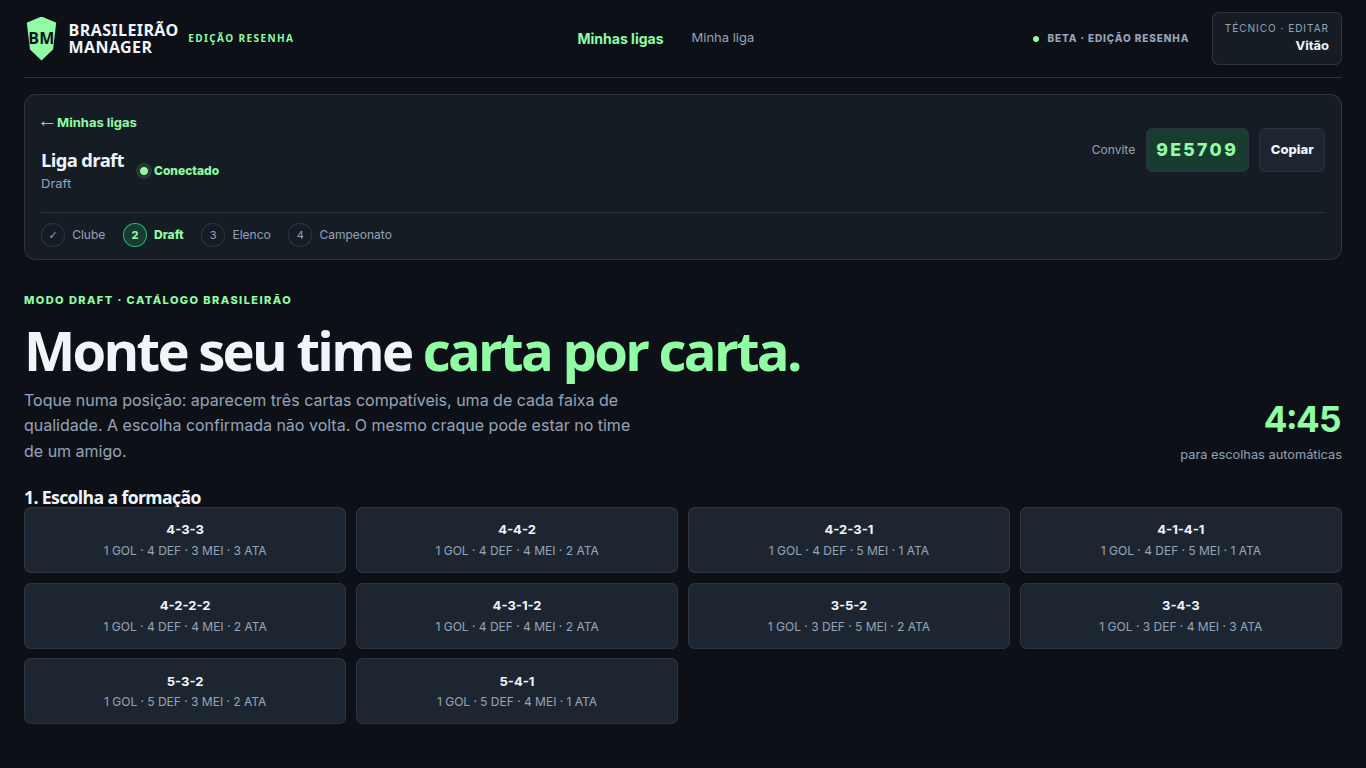 BM
BRASILEIRÃO
MANAGER
EDIÇÃO RESENHA
Minhas ligas
Minha liga
BETA · EDIÇÃO RESENHA
TÉCNICO · EDITAR
Vitão
← Minhas ligas
Liga draft
Draft
Conectado
Convite
9E5709
Copiar
✓ Clube
2 Draft
3 Elenco
4 Campeonato
MODO DRAFT · CATÁLOGO BRASILEIRÃO
Monte seu time carta por carta.
Toque numa posição: aparecem três cartas compatíveis, uma de cada faixa de
qualidade. A escolha confirmada não volta. O mesmo craque pode estar no time
de um amigo.
4:45
para escolhas automáticas
1. Escolha a formação
4-3-3
1 GOL · 4 DEF · 3 MEI · 3 ATA
4-4-2
1 GOL · 4 DEF · 4 MEI · 2 ATA
4-2-3-1
1 GOL · 4 DEF · 5 MEI · 1 ATA
4-1-4-1
1 GOL · 4 DEF · 5 MEI · 1 ATA
4-2-2-2
1 GOL · 4 DEF · 4 MEI · 2 ATA
4-3-1-2
1 GOL · 4 DEF · 4 MEI · 2 ATA
3-5-2
1 GOL · 3 DEF · 5 MEI · 2 ATA
3-4-3
1 GOL · 3 DEF · 4 MEI · 3 ATA
5-3-2
1 GOL · 5 DEF · 3 MEI · 2 ATA
5-4-1
1 GOL · 5 DEF · 4 MEI · 1 ATA